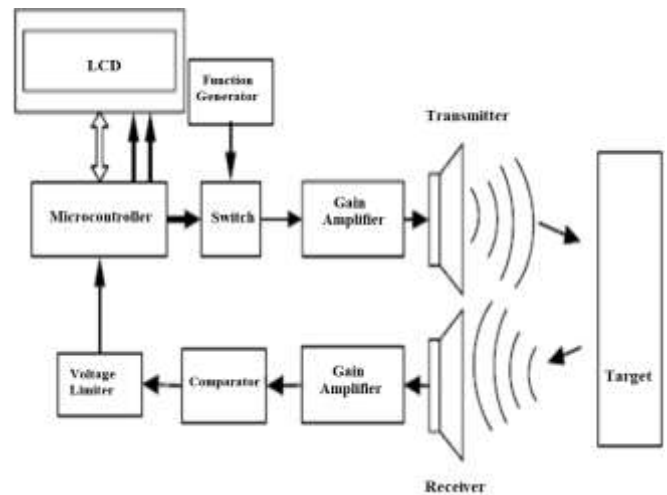 LCD
Function
Generator
Transmitter
Microcontroller
Switch
Gain
Amplifier
Voltage
Limiter
Comparator
Gain
Amplifier
Target
Receiver